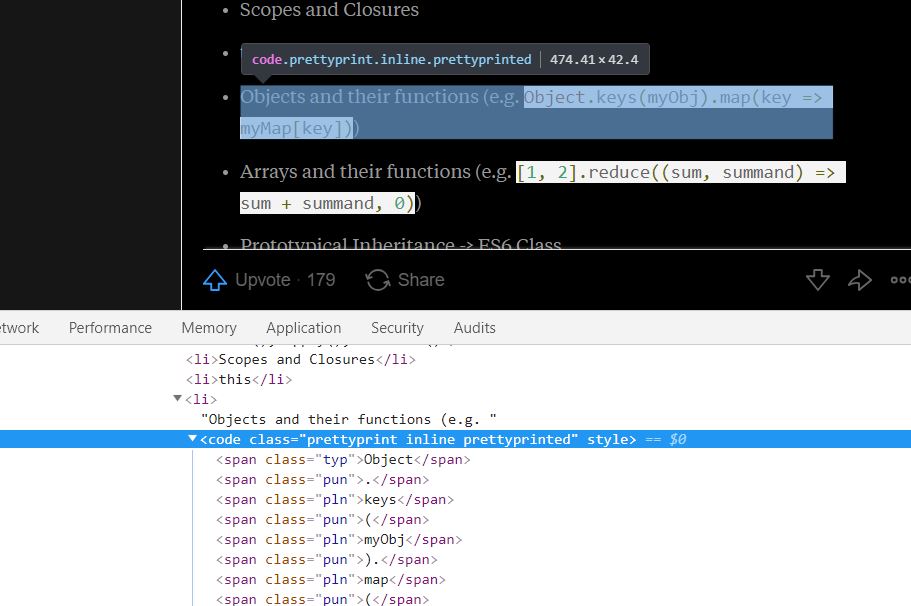 Scopes and Closures
code.prettyprint.inline.prettyprinted 474.41 × 42.4
Objects and their functions (e.g. Object.keys(myObj).map(key =>
myMap[key]))
Arrays and their functions (e.g. [1, 2].reduce((sum, summand) =>
sum + summand, 0))
Prototypical Inheritance -> ES6 Class
Upvote · 179 Share
etwork Performance Memory Application Security Audits
<li>Scopes and Closures</li>
<li>this</li>
<li>
"Objects and their functions (e.g. "
<code class="prettyprint inline prettyprinted" style> == $0
<span class="typ">Object</span>
<span class="pun">.</span>
<span class="pln">keys</span>
<span class="pun">(</span>
<span class="pln">myObj</span>
<span class="pun">).</span>
<span class="pln">map</span>
<span class="pun">(</span>